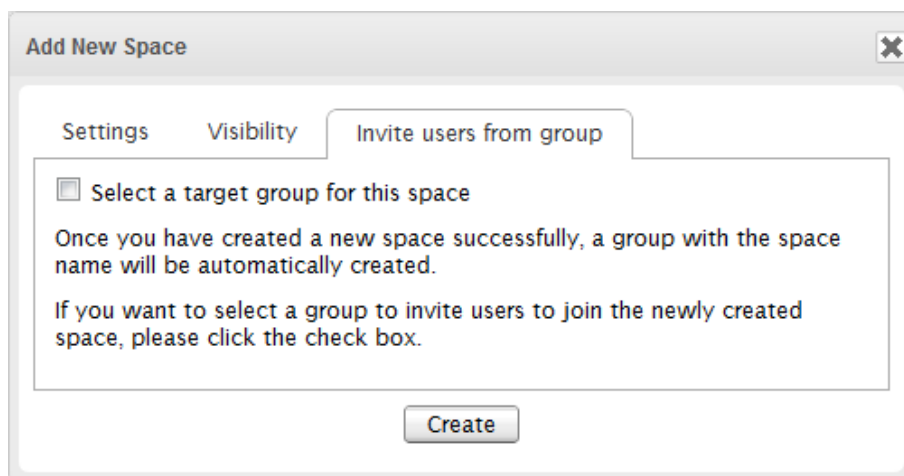 Add New Space
Settings Visibility Invite users from group
Select a target group for this space
Once you have created a new space successfully, a group with the space
name will be automatically created.
If you want to select a group to invite users to join the newly created
space, please click the check box.
Create